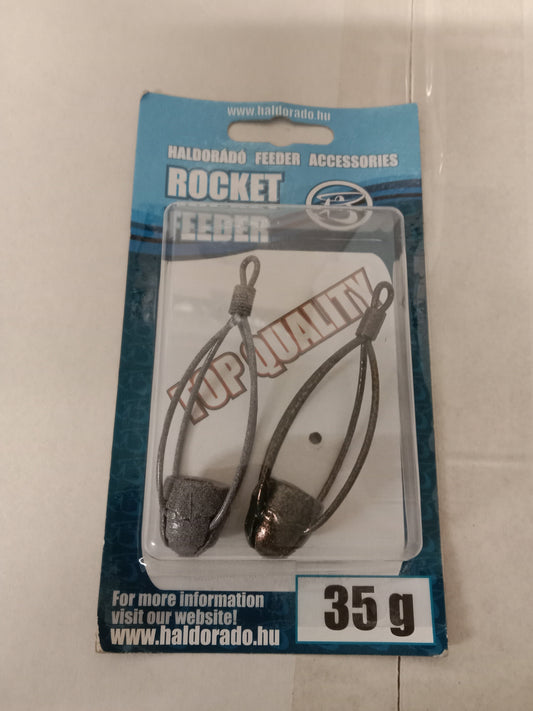 www.haldorado.hu
HALDORÁDÓ FEEDER ACCESSORIES
ROCKET
FEEDER
TOP QUALITY
For more information
visit our website!
www.haldorado.hu
35 g